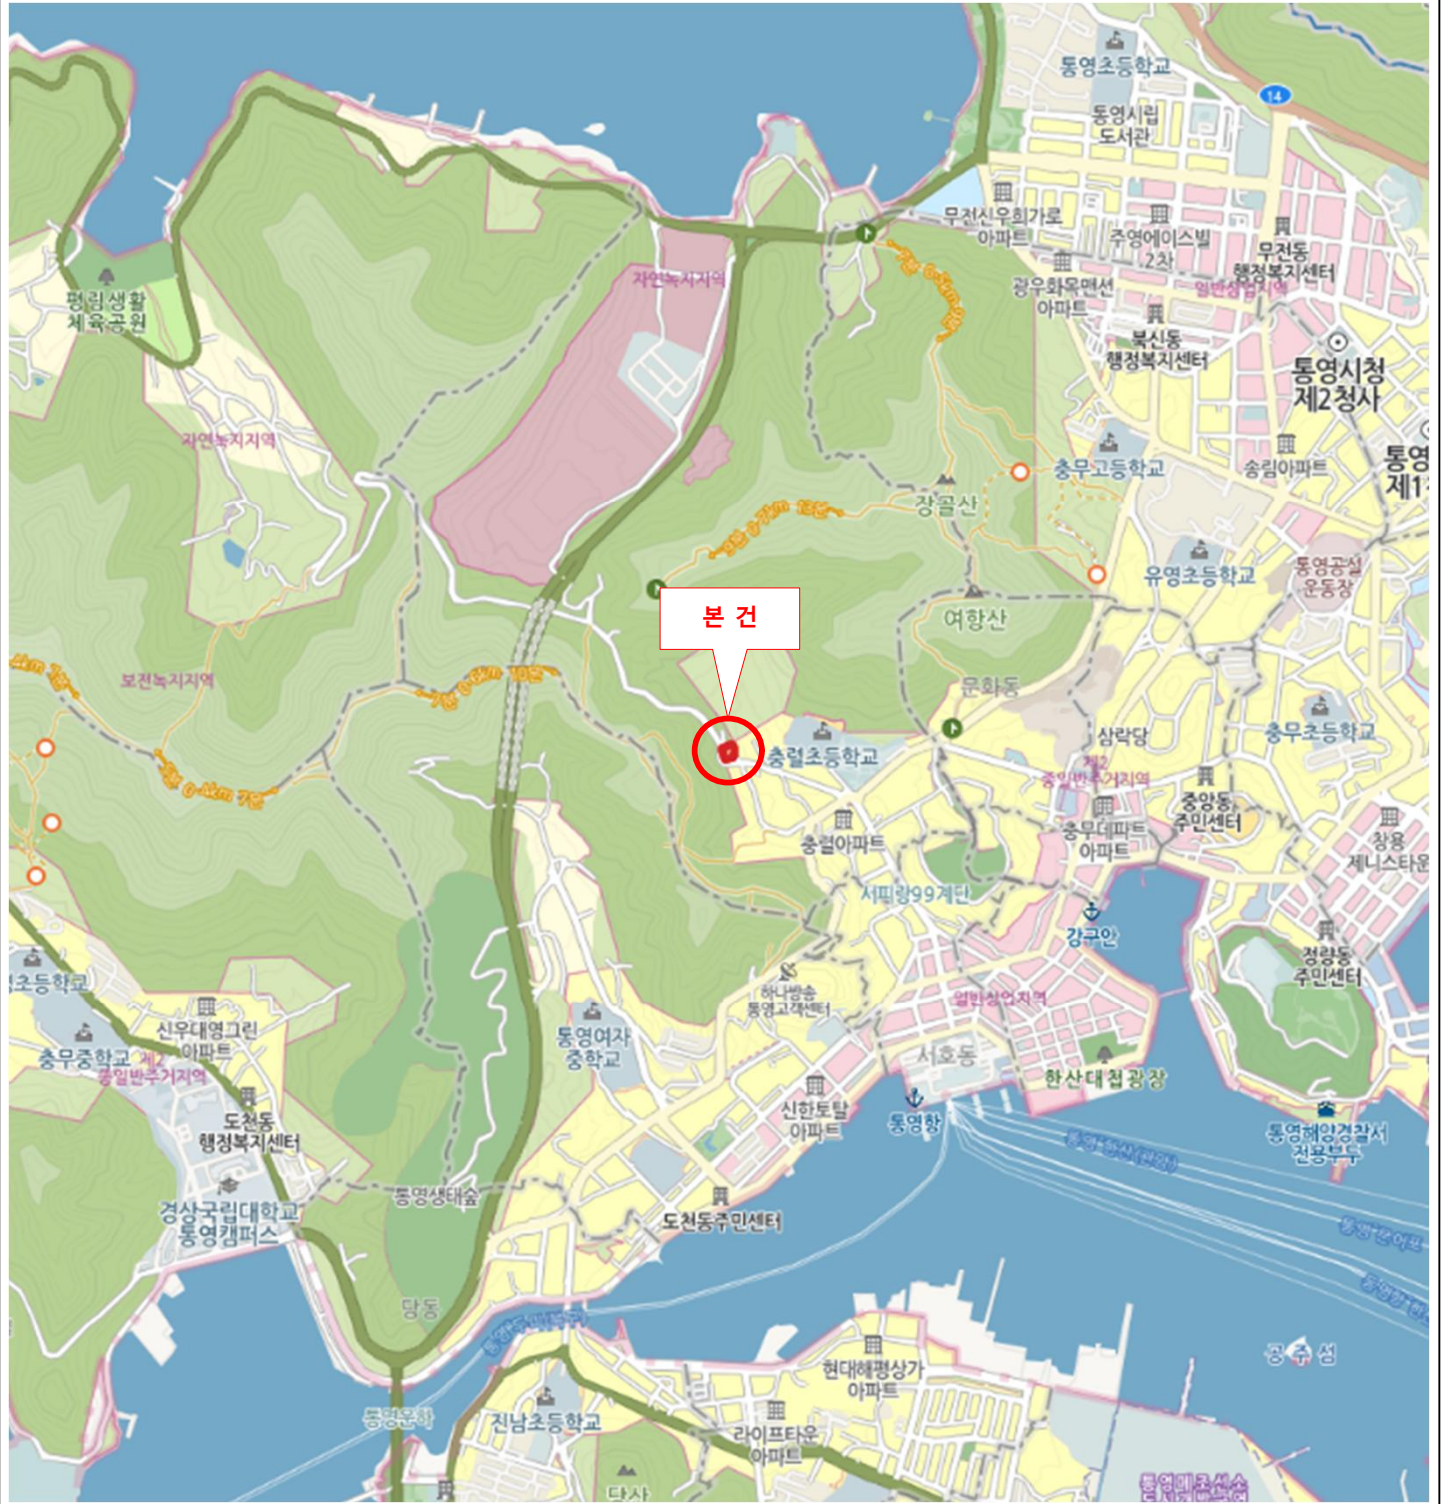 통영초등학교
14
통영시립
도서관
무전신우희가로
아파트
주영에이스빌
2차
무전동
행정복지센터
일반상업지역
광우화목맨션
아파트
북신동
행정복지센터
평림생활
체육공원
자연녹지지역
통영시청
제2청사
자연녹지지역
충무고등학교
송림아파트
통영
제1
장골산
유영초등학교
통영공설
운동장
본 건
여항산
보전녹지지역
문화동
삼락당
충무초등학교
충렬초등학교
제2
종일반주거지역
중앙동
주민센터
충렬아파트
충무데파트
아파트
창용
제니스타운
서피랑99계단
강구안
정량동
주민센터
초등학교
하나방송
통영고객센터
일반상업지역
신우대영그린
아파트
통영여자
중학교
서호동
충무중학교
제2
종일반주거지역
한산대첩광장
신한토탈
아파트
통영항
도천동
행정복지센터
통영해양경찰서
전용부두
통영생태숲
경상국립대학교
통영캠퍼스
도천동주민센터
당동
공주섬
현대해평상가
아파트
통영운하
진남초등학교
라이프타운
아파트